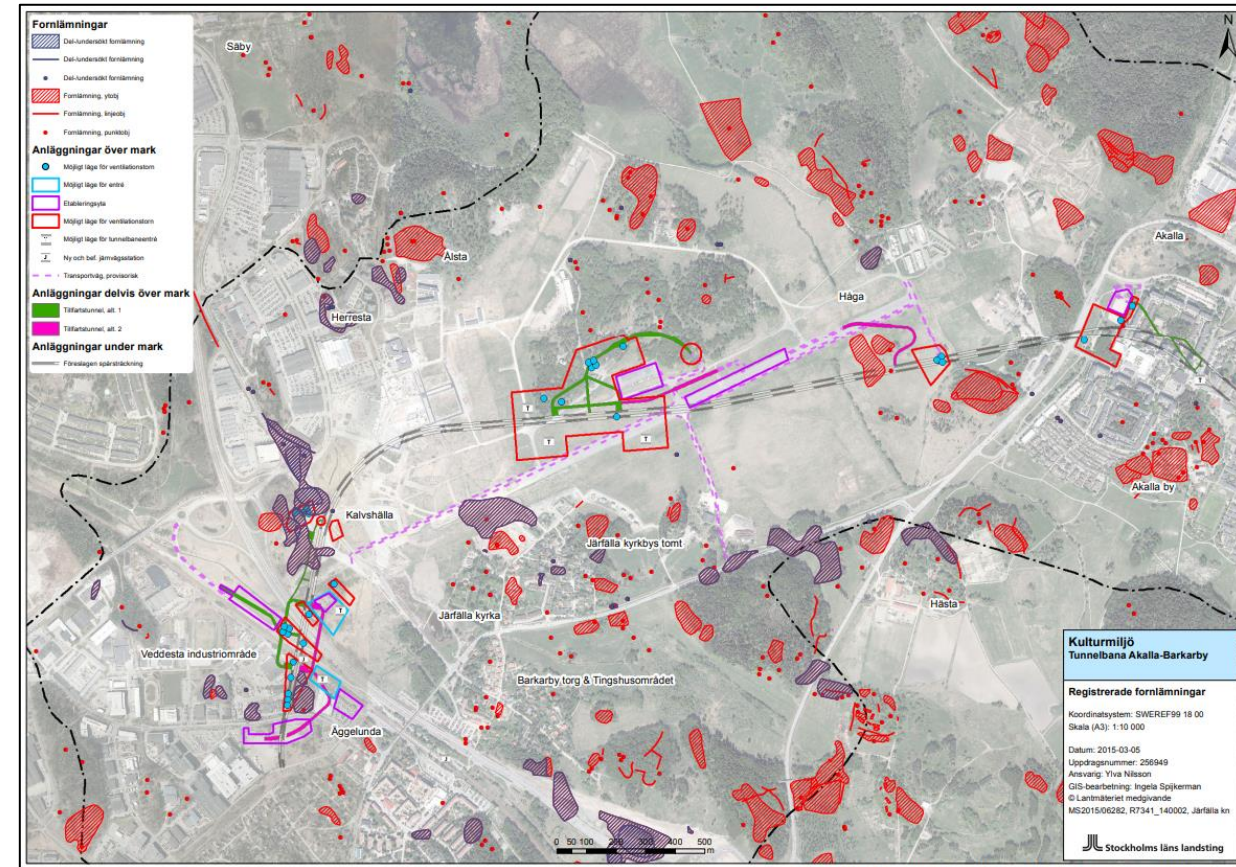 Fornlämningar
Del-/undersökt fornlämning
Del-/undersökt fornlämning
Del-/undersökt fornlämning
Fornlämning, ytobj
Fornlämning, linjeobj
Fornlämning, punktobj
Anläggningar över mark
Möjligt läge för ventilationstorn
Möjligt läge för entré
Etableringsyta
Möjligt läge för ventilationstorn
Möjligt läge för tunnelbaneentré
J
Ny och bef. järnvägsstation
Transportväg, provisorisk
Anläggningar delvis över mark
Tillfartstunnel, alt. 1
Tillfartstunnel, alt. 2
Anläggningar under mark
Föreslagen spårsträckning
N
Säby
Ålsta
Akalla
Håga
Herresta
T
T
T
T
Akalla by
Kalvshälla
Järfälla kyrkbys tomt
Järfälla kyrka
Hästa
T
Veddesta industriområde
Barkarby torg & Tingshusområdet
T
Äggelunda
J
0 50 100 200 300 400 500
m
Kulturmiljö
Tunnelbana Akalla-Barkarby
Registrerade fornlämningar
Koordinatsystem: SWEREF99 18 00
Skala (A3): 1:10 000
Datum: 2015-03-05
Uppdragsnummer: 256949
Ansvarig: Ylva Nilsson
GIS-bearbetning: Ingela Spijkerman
© Lantmäteriet medgivande
MS2015/06282, R7341_140002, Järfälla kn
Stockholms läns landsting